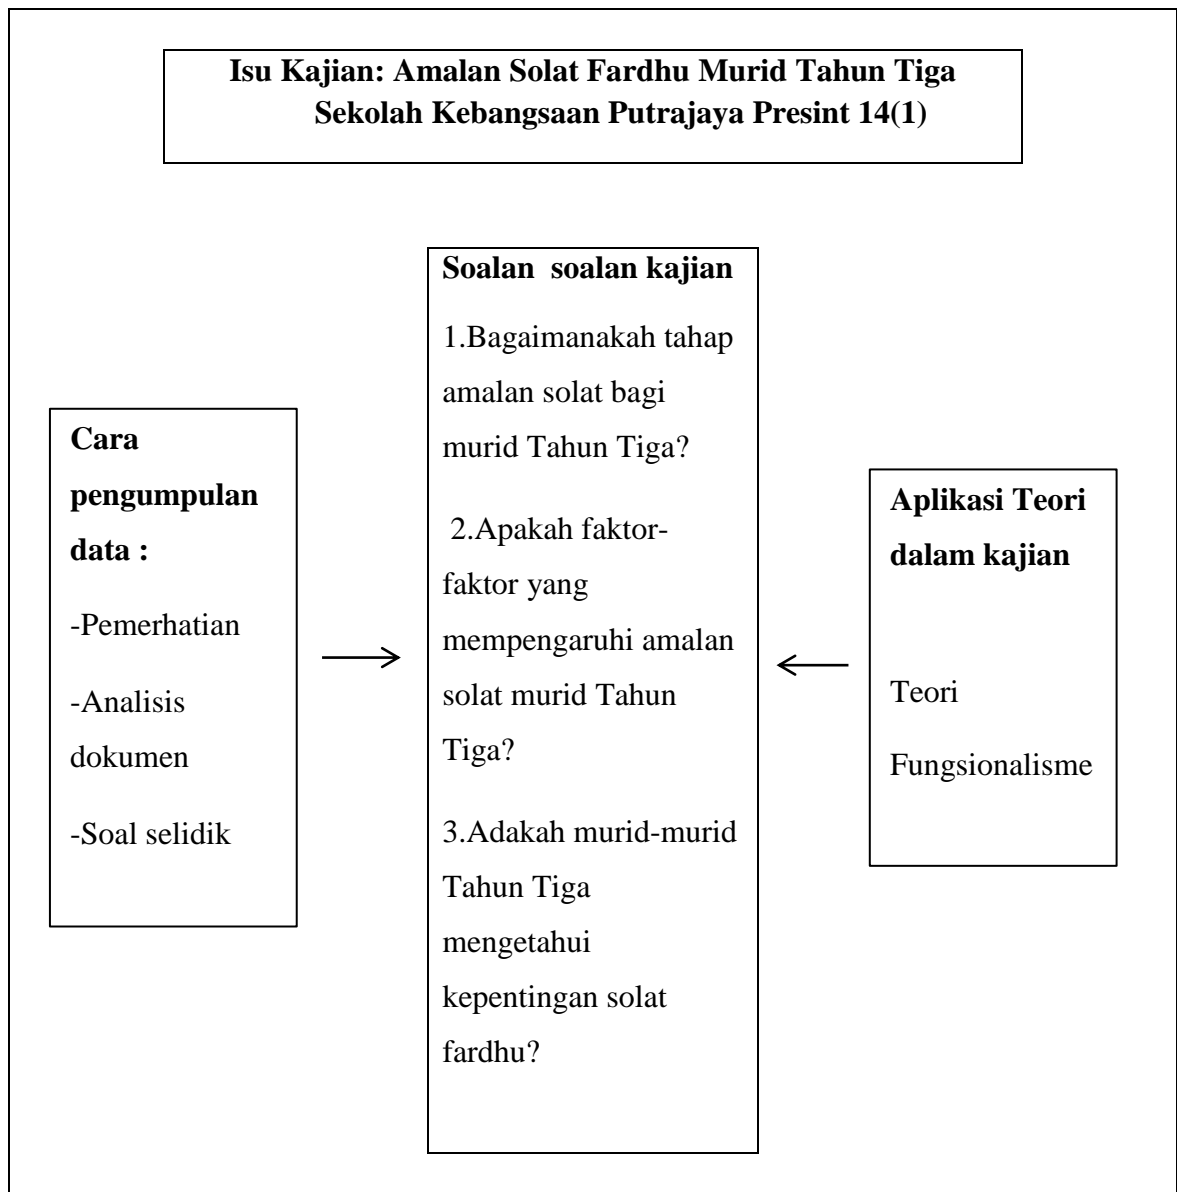 Isu Kajian: Amalan Solat Fardhu Murid Tahun Tiga
Sekolah Kebangsaan Putrajaya Presint 14(1)
Cara
pengumpulan
data :
-Pemerhatian
-Analisis
dokumen
-Soal selidik
Soalan  soalan kajian
1.Bagaimanakah tahap
amalan solat bagi
murid Tahun Tiga?
2.Apakah faktor-
faktor yang
mempengaruhi amalan
solat murid Tahun
Tiga?
3.Adakah murid-murid
Tahun Tiga
mengetahui
kepentingan solat
fardhu?
Aplikasi Teori
dalam kajian
Teori
Fungsionalisme